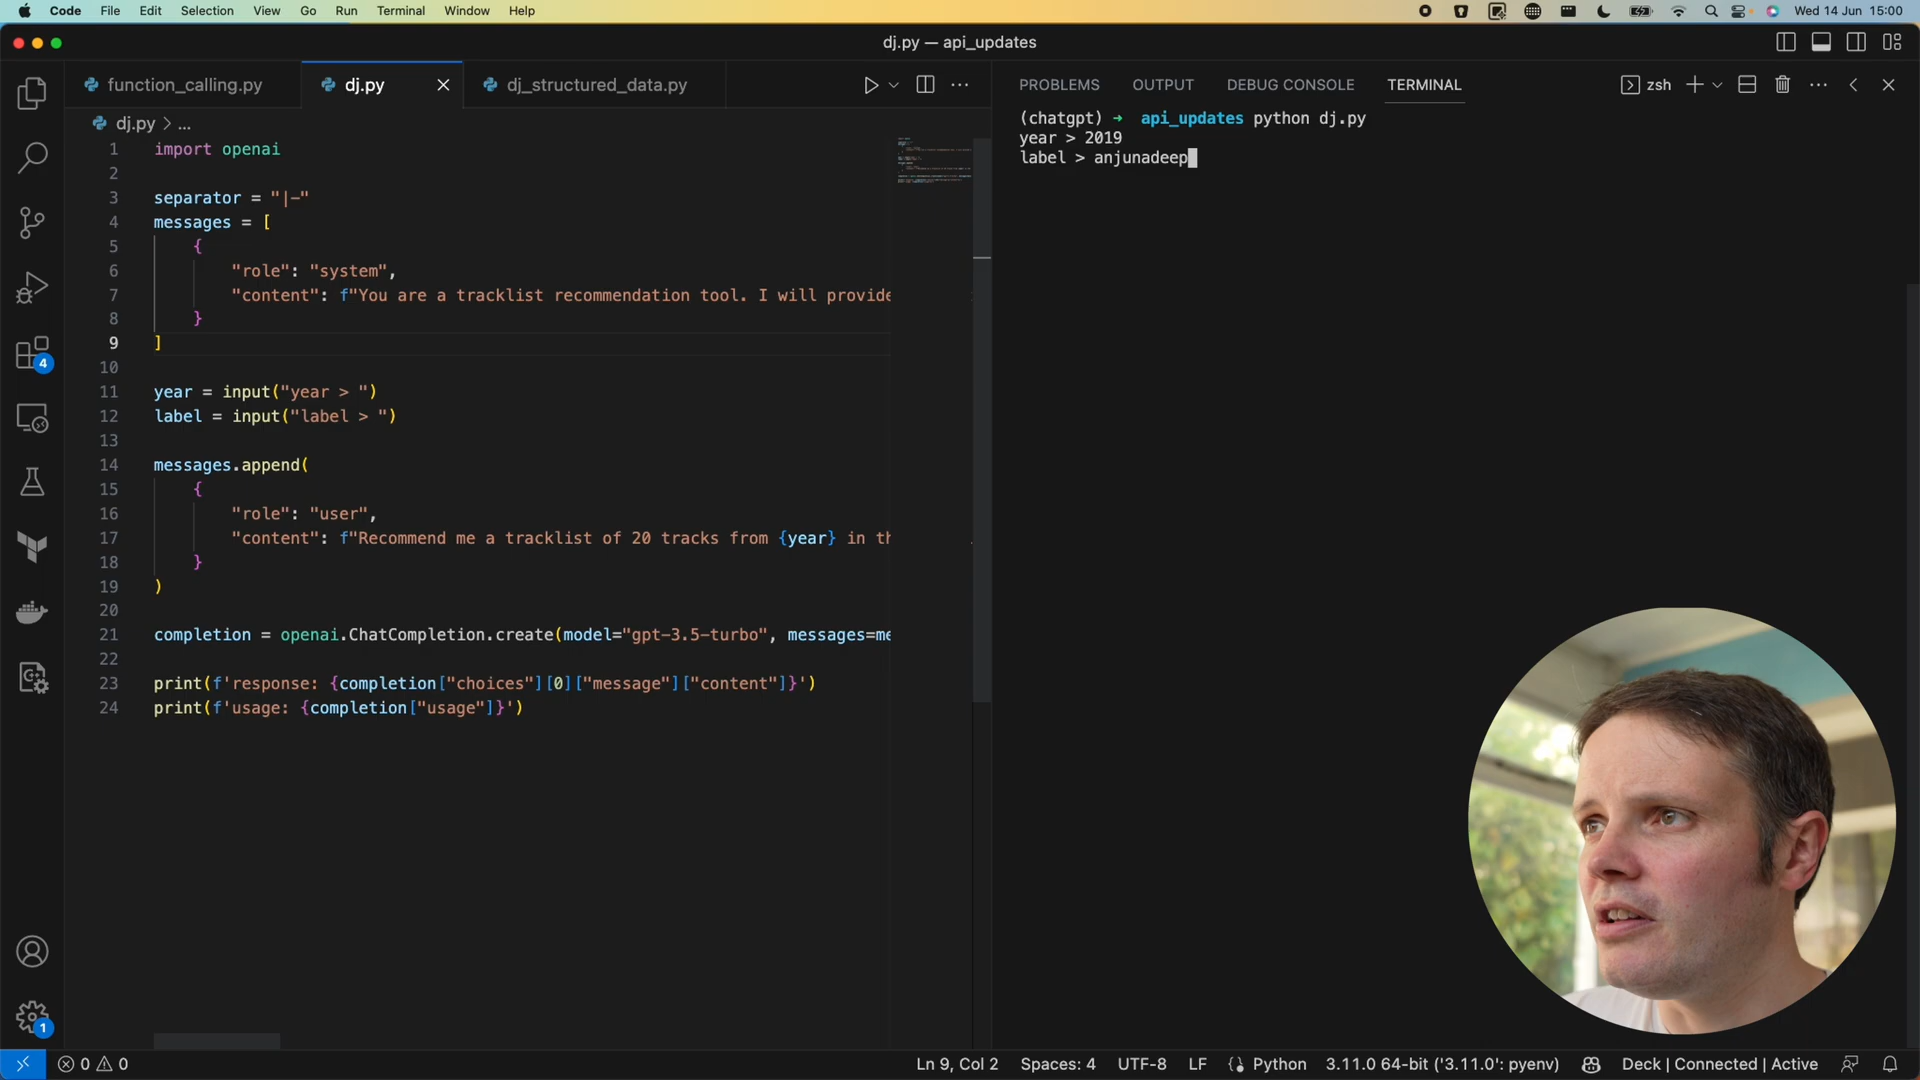 Code File Edit Selection View Go Run Terminal Window Help
Wed 14 Jun 15:00
dj.py — api_updates
function_calling.py dj.py dj_structured_data.py
dj.py > ...
1 import openai
2
3 separator = "|-"
4 messages = [
5 {
6 "role": "system",
7 "content": f"You are a tracklist recommendation tool. I will provide
8 }
9 ]
10
11 year = input("year > ")
12 label = input("label > ")
13
14 messages.append(
15 {
16 "role": "user",
17 "content": f"Recommend me a tracklist of 20 tracks from {year} in th
18 }
19 )
20
21 completion = openai.ChatCompletion.create(model="gpt-3.5-turbo", messages=me
22
23 print(f'response: {completion["choices"][0]["message"]["content"]}')
24 print(f'usage: {completion["usage"]}')
PROBLEMS OUTPUT DEBUG CONSOLE TERMINAL
zsh
(chatgpt) → api_updates python dj.py
year > 2019
label > anjunadeep
4
1
0 0
Ln 9, Col 2 Spaces: 4 UTF-8 LF Python 3.11.0 64-bit ('3.11.0': pyenv) Deck | Connected | Active